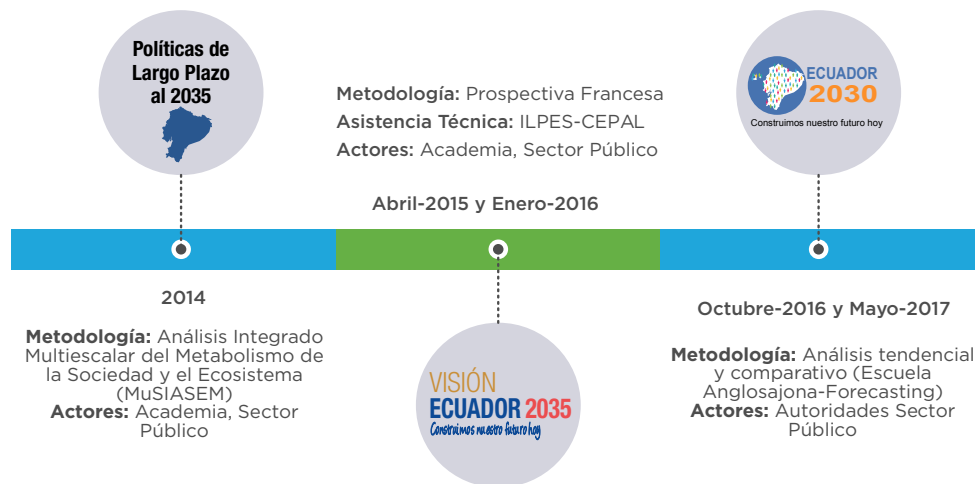 Políticas de
Largo Plazo
al 2035
2014
Metodología: Análisis Integrado
Multiescalar del Metabolismo de
la Sociedad y el Ecosistema
(MuSIASEM)
Actores: Academia, Sector
Público
Metodología: Prospectiva Francesa
Asistencia Técnica: ILPES-CEPAL
Actores: Academia, Sector Público
Abril-2015 y Enero-2016
VISIÓN
ECUADOR 2035
Construimos nuestro futuro hoy
ECUADOR
2030
Construimos nuestro futuro hoy
Octubre-2016 y Mayo-2017
Metodología: Análisis tendencial
y comparativo (Escuela
Anglosajona-Forecasting)
Actores: Autoridades Sector
Público